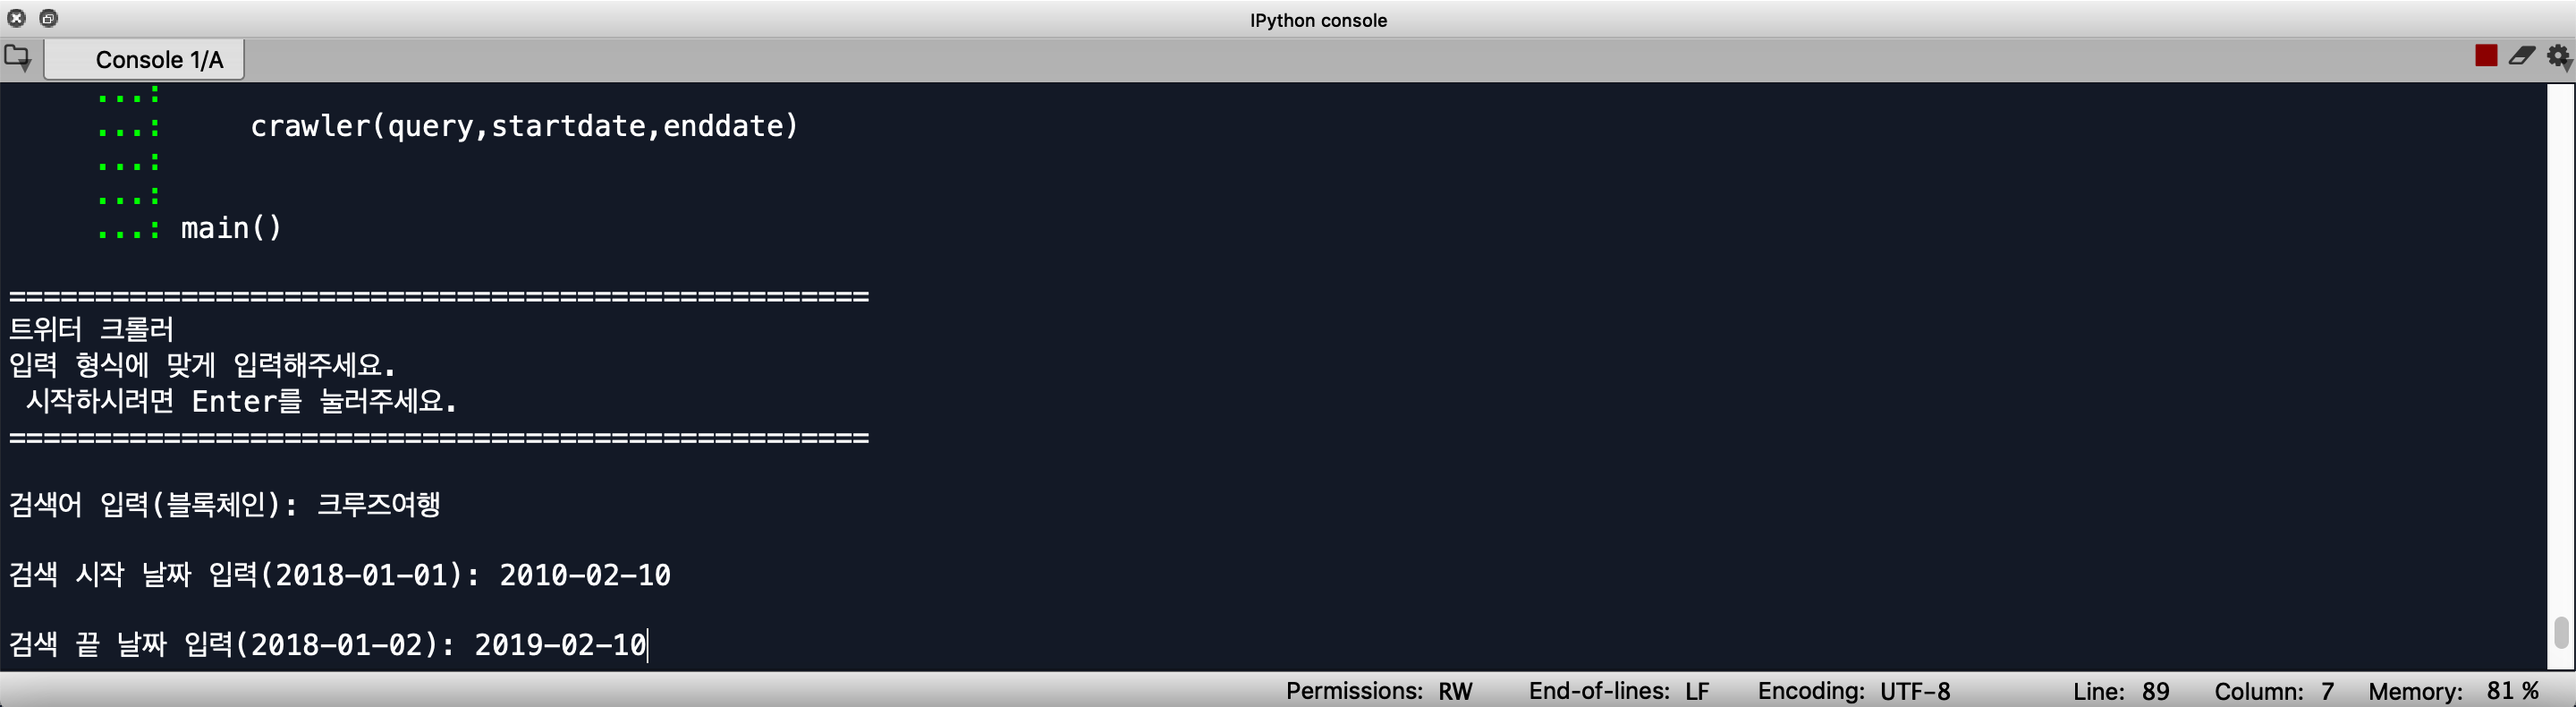 IPython console
Console 1/A
...:
...:     crawler(query,startdate,enddate)
...:
...:
...: main()
==================================================
트위터 크롤러
입력 형식에 맞게 입력해주세요.
 시작하시려면 Enter를 눌러주세요.
==================================================
검색어 입력(블록체인): 크루즈여행
검색 시작 날짜 입력(2018-01-01): 2010-02-10
검색 끝 날짜 입력(2018-01-02): 2019-02-10
Permissions: RW End-of-lines: LF Encoding: UTF-8 Line: 89 Column: 7 Memory: 81 %